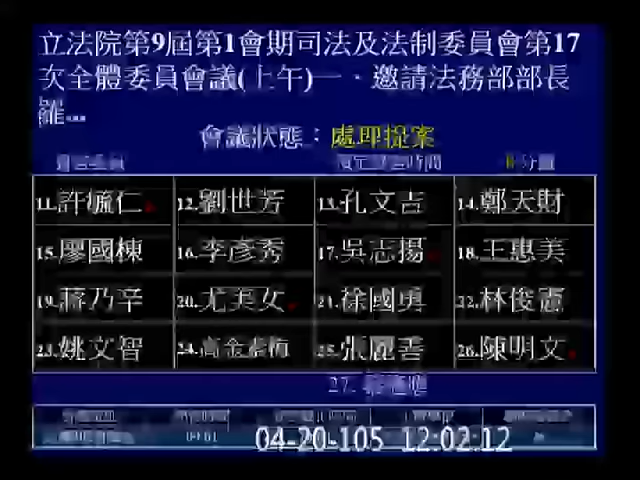 立法院第9屆第1會期司法及法制委員會第17
次全體委員會議(上午)一・邀請法務部部長
羅...
會議狀態：處理提案
11.許毓仁 12.劉世芳 13.孔文吉 14.鄭天財
15.廖國棟 16.李彥秀 17.吳志揚 18.王惠美
19.蔣乃辛 20.尤美女 21.徐國勇 22.林俊憲
23.姚文智 24.高金素梅 25.張麗善 26.陳明文
27.
04-20-105 12:02:12